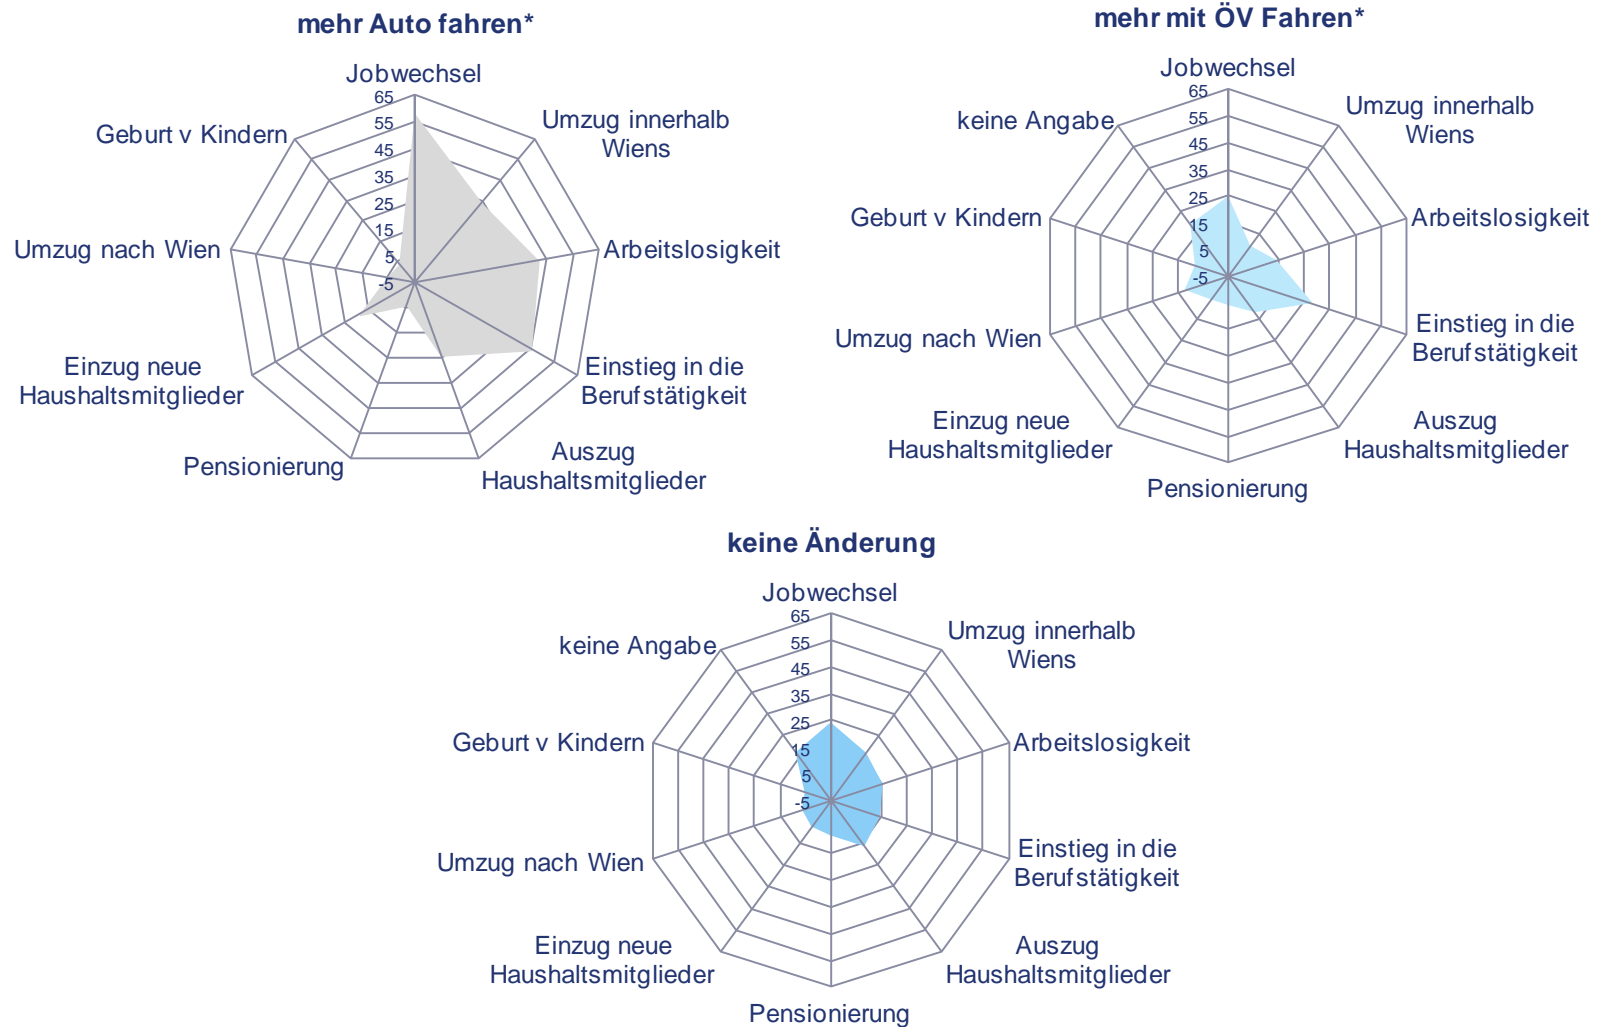 mehr Auto fahren*
Jobwechsel
65
55
45
35
25
15
5
-5
Umzug innerhalb
Wiens
Arbeitslosigkeit
Einstieg in die
Berufstätigkeit
Auszug
Haushaltsmitglieder
Pensionierung
Einzug neue
Haushaltsmitglieder
Umzug nach Wien
Geburt v Kindern
mehr mit ÖV Fahren*
Jobwechsel
65
55
45
35
25
15
5
-5
Umzug innerhalb
Wiens
Arbeitslosigkeit
Einstieg in die
Berufstätigkeit
Auszug
Haushaltsmitglieder
Pensionierung
Einzug neue
Haushaltsmitglieder
Umzug nach Wien
Geburt v Kindern
keine Angabe
keine Änderung
Jobwechsel
65
55
45
35
25
15
5
-5
Umzug innerhalb
Wiens
Arbeitslosigkeit
Einstieg in die
Berufstätigkeit
Auszug
Haushaltsmitglieder
Pensionierung
Einzug neue
Haushaltsmitglieder
Umzug nach Wien
Geburt v Kindern
keine Angabe